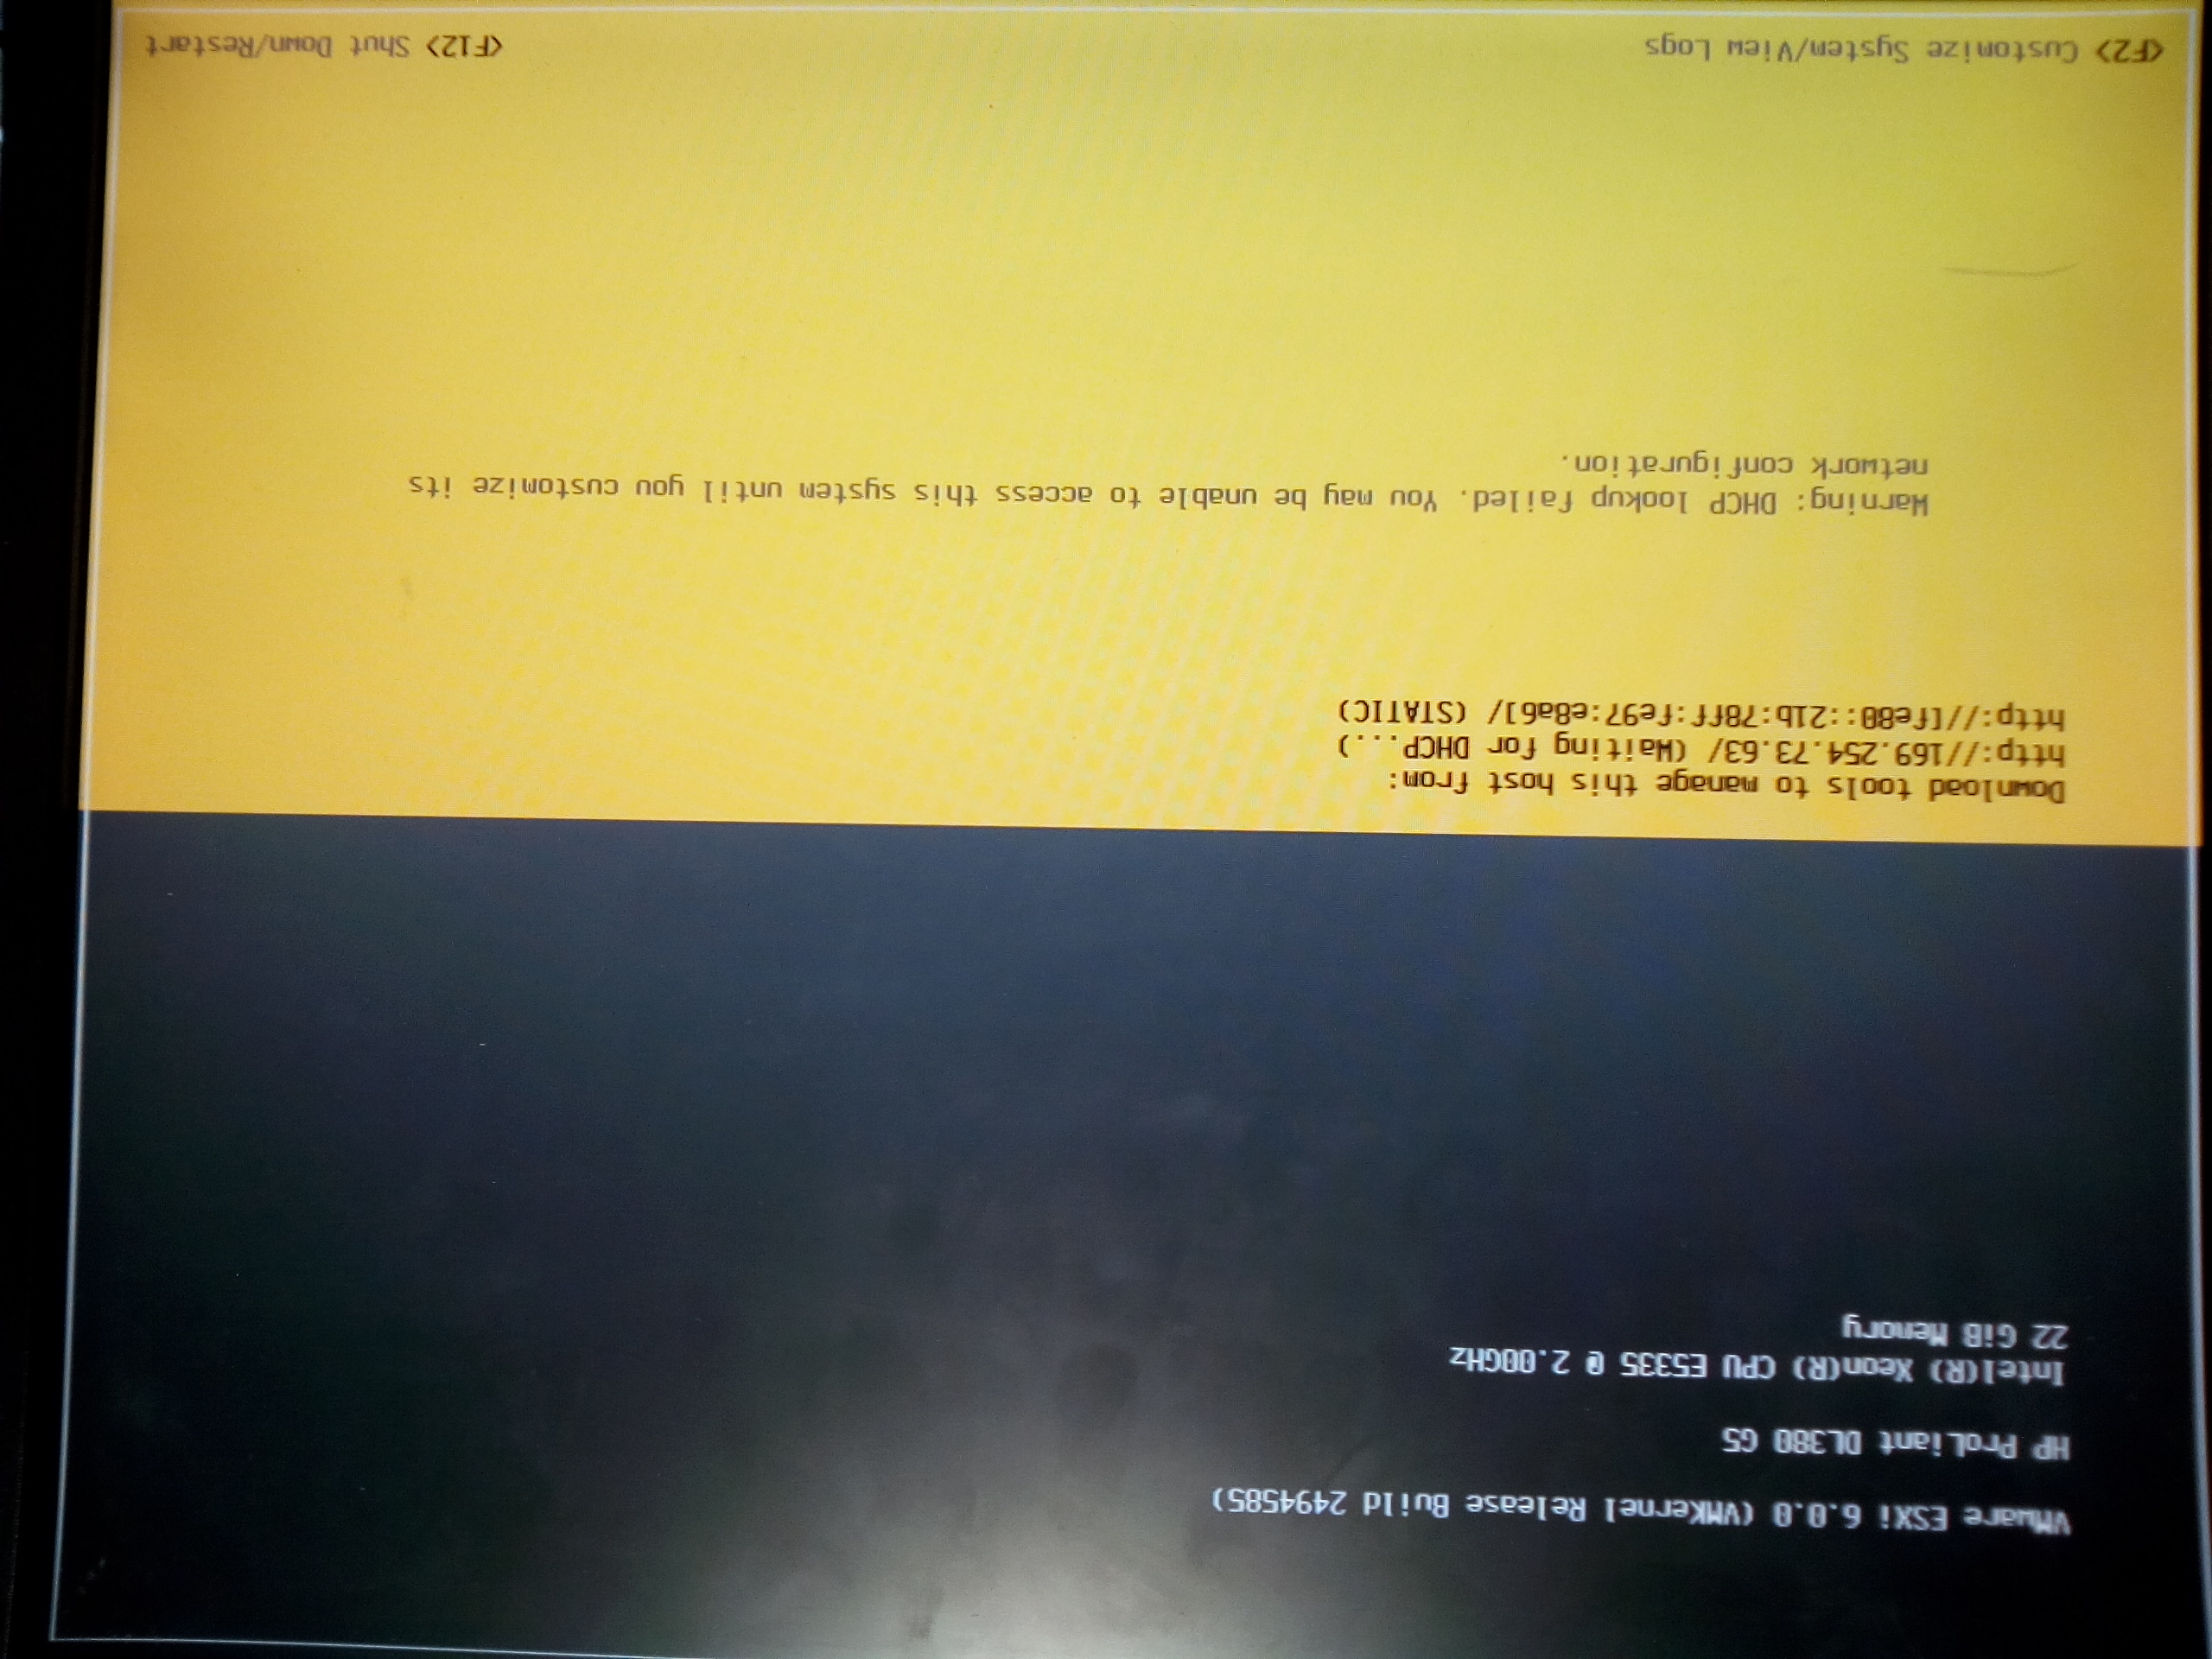 VMware ESXi 6.0.0 (VMKernel Release Build 2494585)
HP ProLiant DL380 G5
Intel(R) Xeon(R) CPU E5335 @ 2.00GHz
22 GiB Memory
Download tools to manage this host from:
http://169.254.73.63/ (Waiting for DHCP...)
http://[fe80::21b:78ff:fe97:e8a6]/ (STATIC)
Warning: DHCP lookup failed. You may be unable to access this system until you customize its
network configuration.
<F2> Customize System/View Logs
<F12> Shut Down/Restart